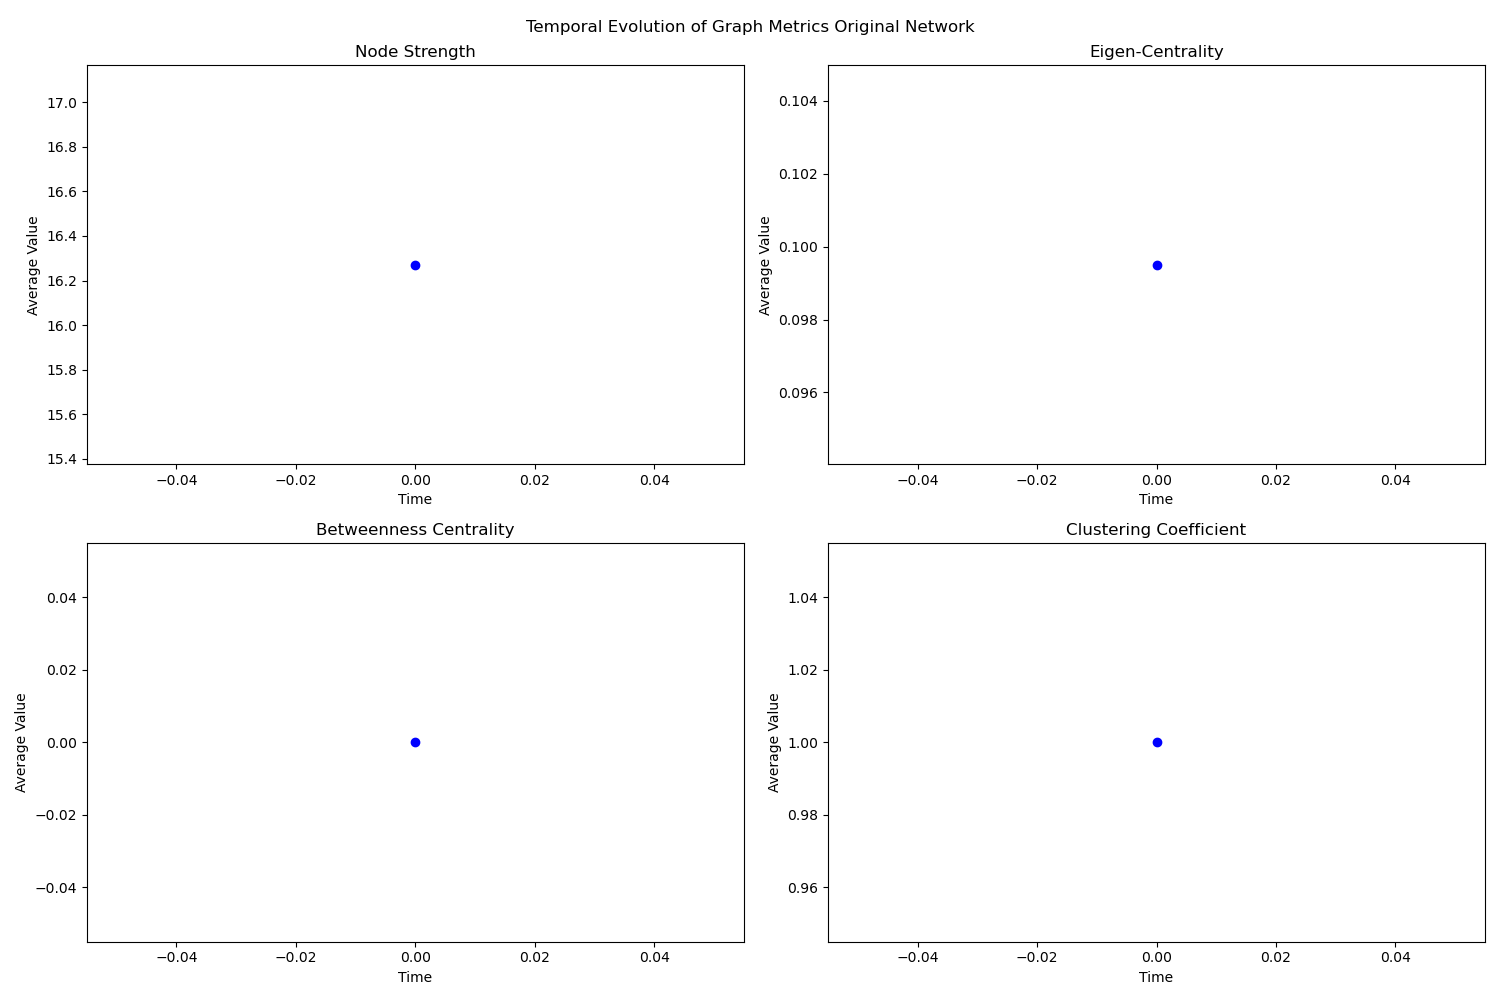 Temporal Evolution of Graph Metrics Original Network
Node Strength
17.0
16.8
16.6
16.4
16.2
16.0
15.8
15.6
15.4
Average Value
−0.04 −0.02 0.00 0.02 0.04
Time
Eigen-Centrality
0.104
0.102
0.100
0.098
0.096
Average Value
−0.04 −0.02 0.00 0.02 0.04
Time
Betweenness Centrality
0.04
0.02
0.00
−0.02
−0.04
Average Value
−0.04 −0.02 0.00 0.02 0.04
Time
Clustering Coefficient
1.04
1.02
1.00
0.98
0.96
Average Value
−0.04 −0.02 0.00 0.02 0.04
Time